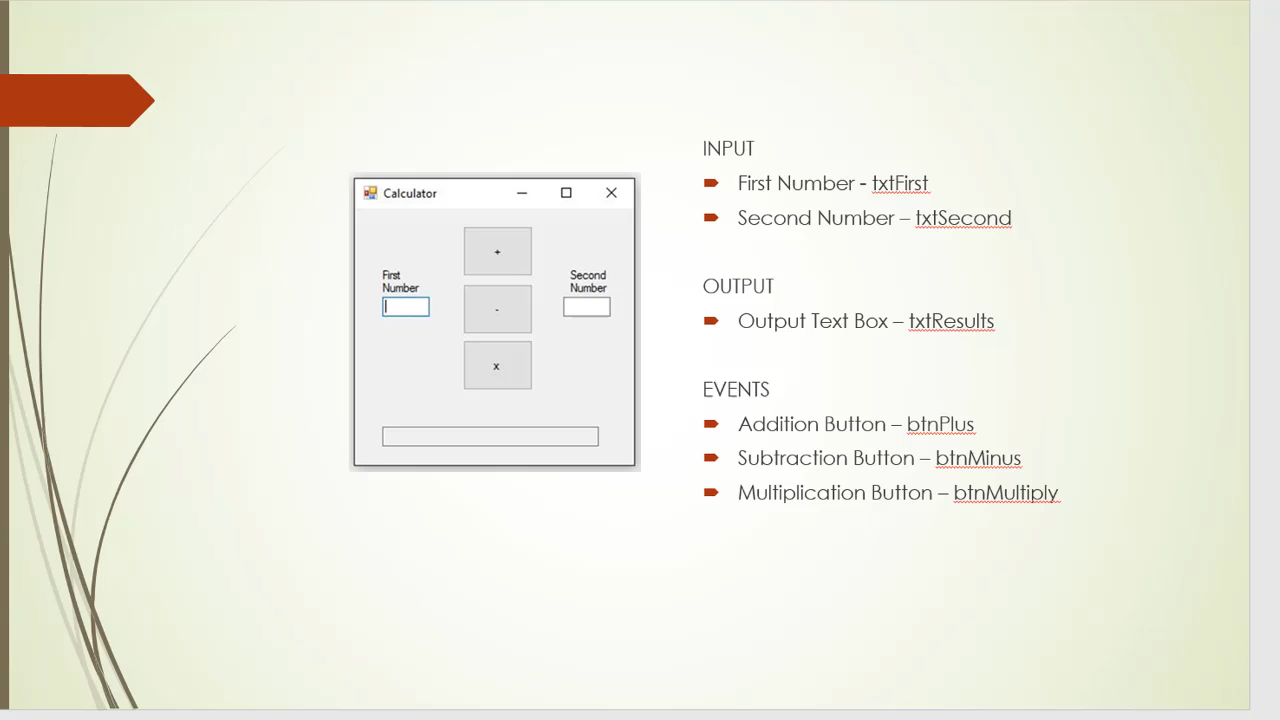 Calculator
+
First
Number
Second
Number
-
x
INPUT
First Number - txtFirst
Second Number – txtSecond
OUTPUT
Output Text Box – txtResults
EVENTS
Addition Button – btnPlus
Subtraction Button – btnMinus
Multiplication Button – btnMultiply